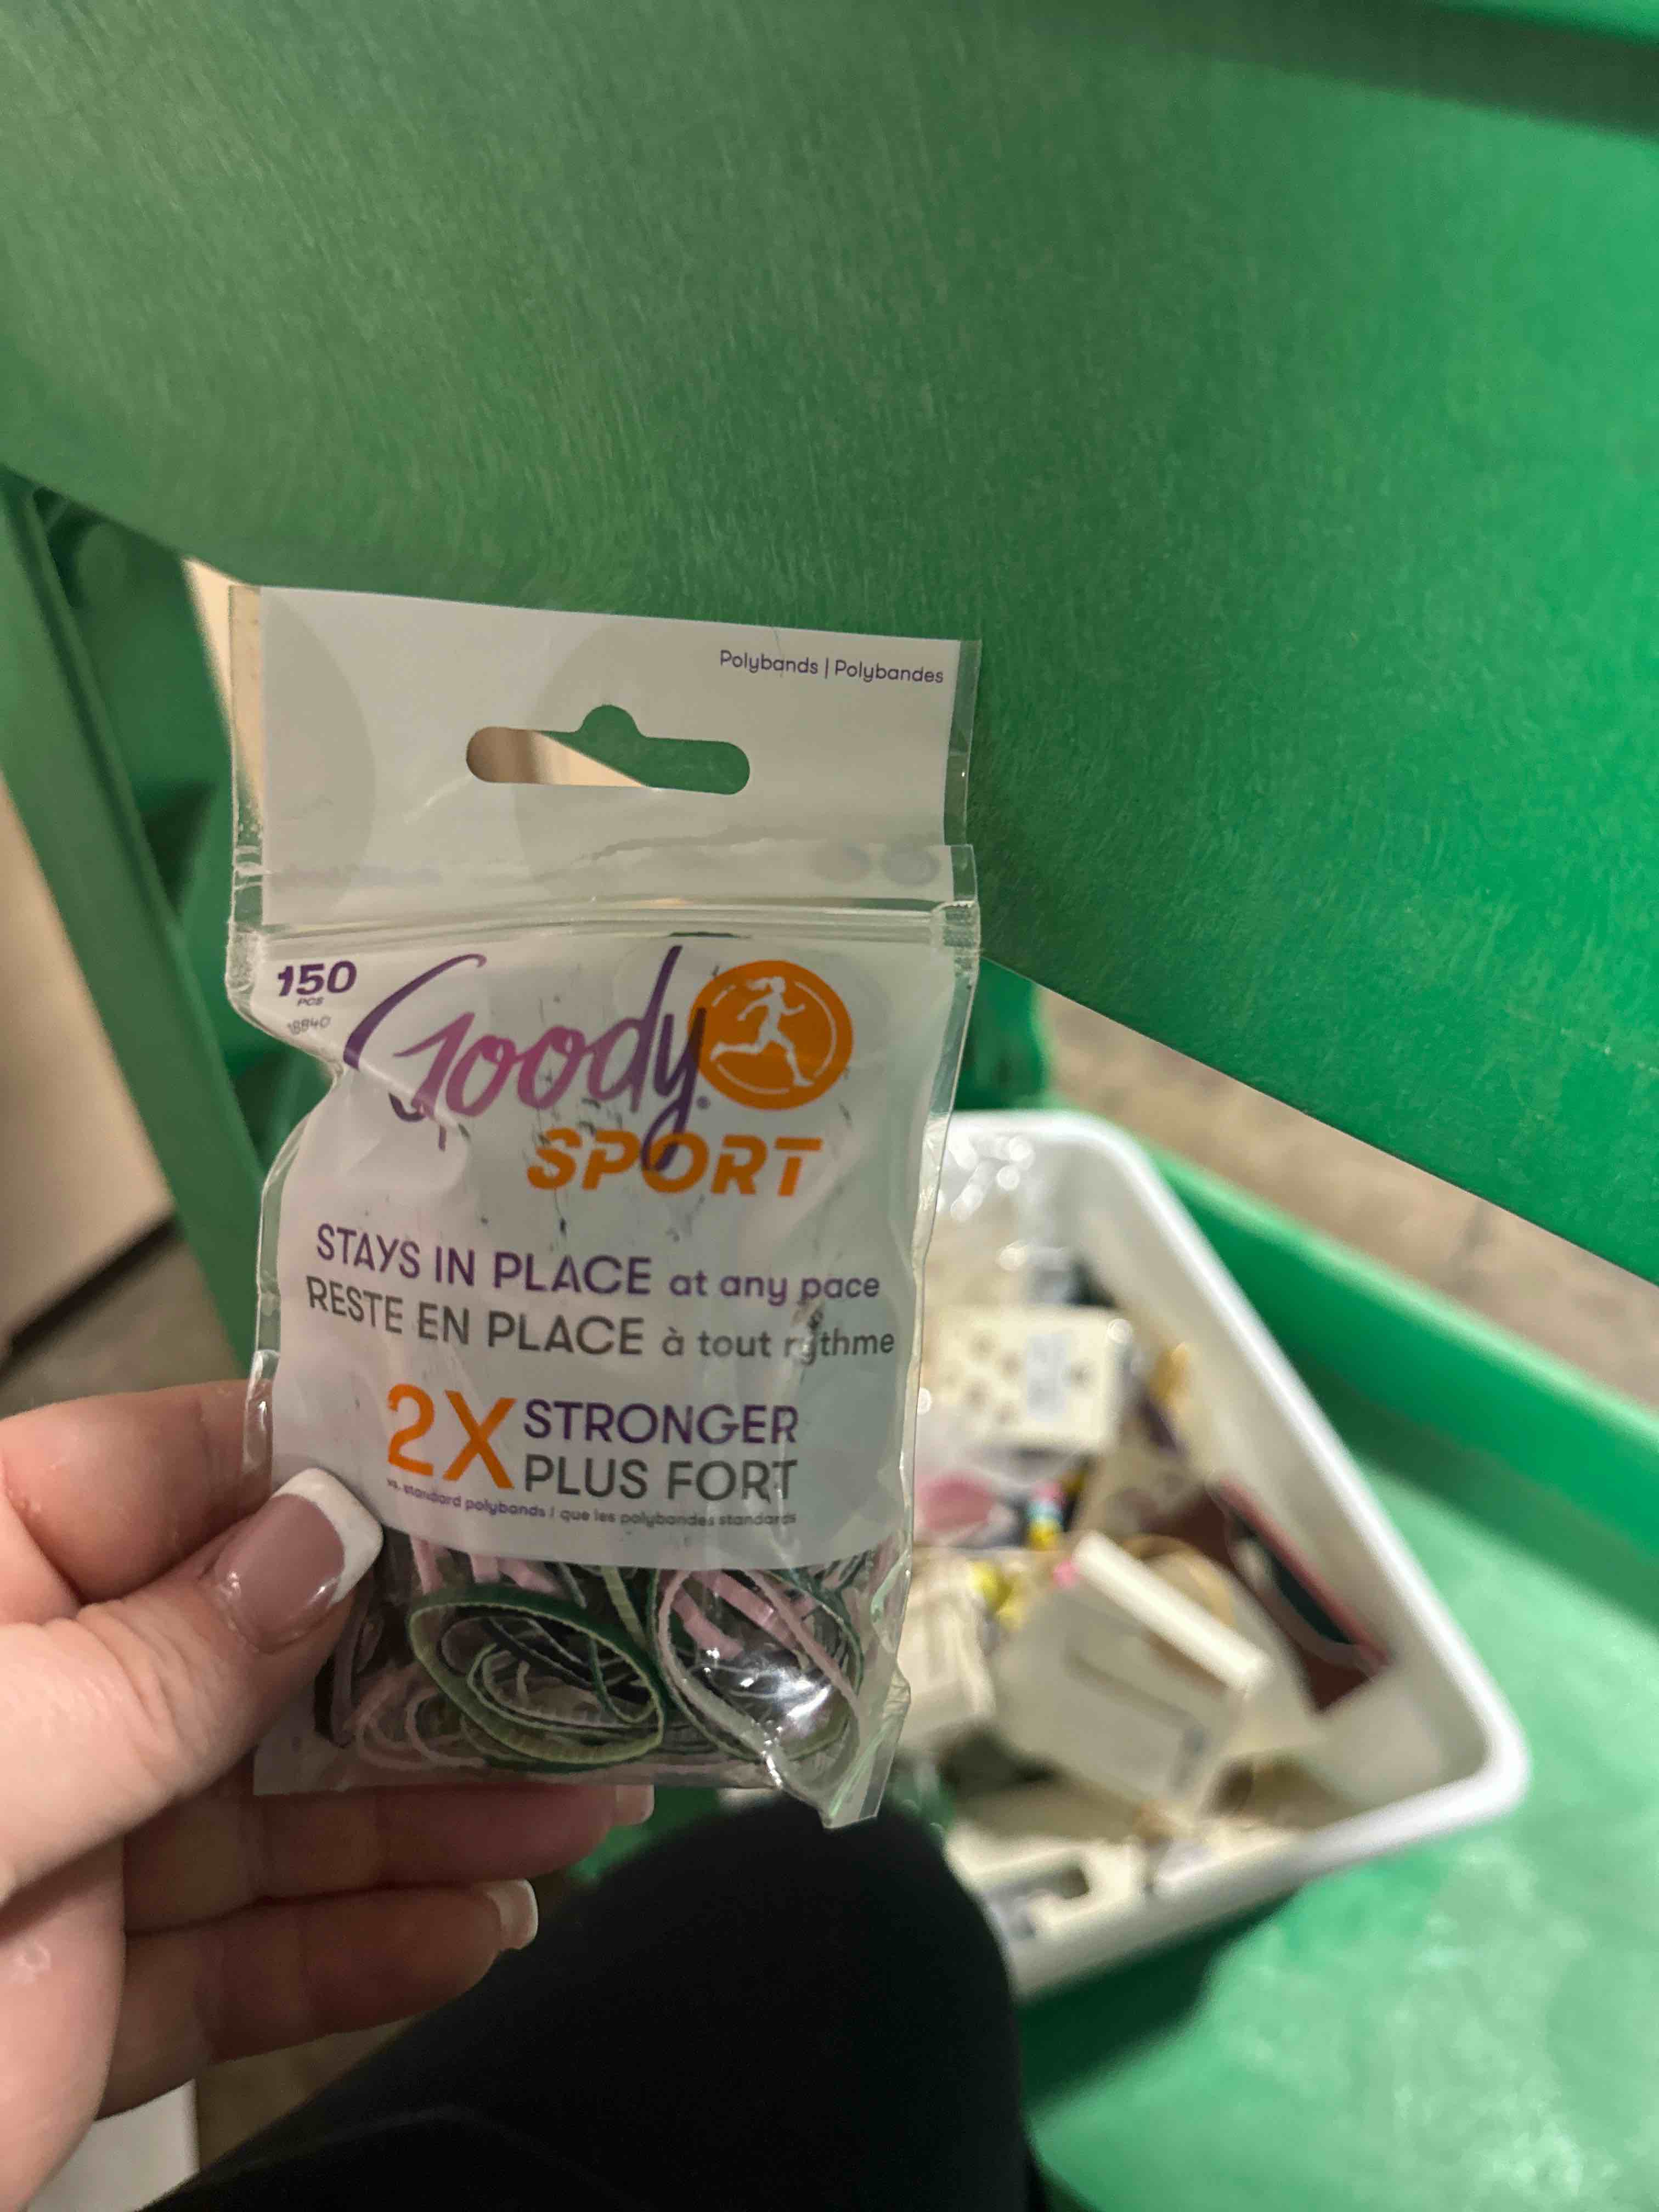 Polybands | Polybandes
150
PCS
Goody®
SPORT
STAYS IN PLACE at any pace
RESTE EN PLACE à tout rythme
2X STRONGER
PLUS FORT
vs. standard polybands / que les polybandes standards